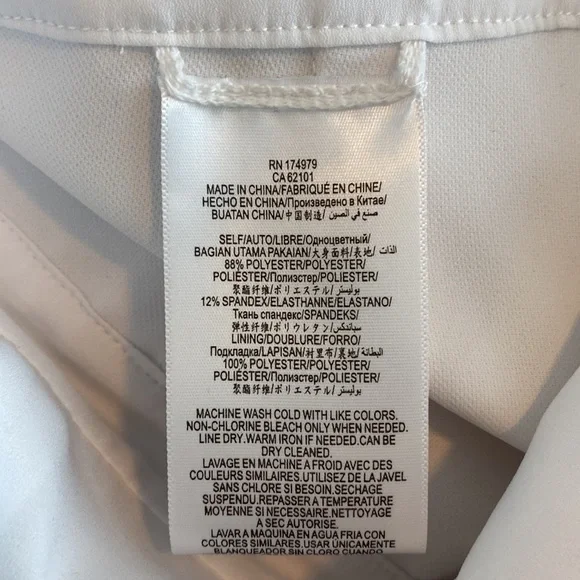 RN 174979
CA 62101
MADE IN CHINA/FABRIQUÉ EN CHINE/
HECHO EN CHINA/Произведено в Китае/
BUATAN CHINA/中国制造/ صنع في الصين/
SELF/AUTO/LIBRE/Одноцветный/
BAGIAN UTAMA PAKAIAN/大身面料/表地/ الذات/
88% POLYESTER/POLYESTER/
POLIÉSTER/Полиэстер/POLIESTER/
聚酯纤维/ポリエステル/بوليستر
12% SPANDEX/ELASTHANNE/ELASTANO/
Ткань спандекс/SPANDEKS/
弹性纤维/ポリウレタン/سباندكس
LINING/DOUBLURE/FORRO/
Подкладка/LAPISAN/衬里布/裏地/ البطانة/
100% POLYESTER/POLYESTER/
POLIÉSTER/Полиэстер/POLIESTER/
聚酯纤维/ポリエステル/بوليستر
MACHINE WASH COLD WITH LIKE COLORS.
NON-CHLORINE BLEACH ONLY WHEN NEEDED.
LINE DRY.WARM IRON IF NEEDED.CAN BE
DRY CLEANED.
LAVAGE EN MACHINE A FROID AVEC DES
COULEURS SIMILAIRES.UTILISEZ DE LA JAVEL
SANS CHLORE SI BESOIN.SECHAGE
SUSPENDU.REPASSER A TEMPERATURE
MOYENNE SI NECESSAIRE.NETTOYAGE
A SEC AUTORISE.
LAVAR A MAQUINA EN AGUA FRIA CON
COLORES SIMILARES.USAR ÚNICAMENTE
BLANQUEADOR SIN CLORO CUANDO